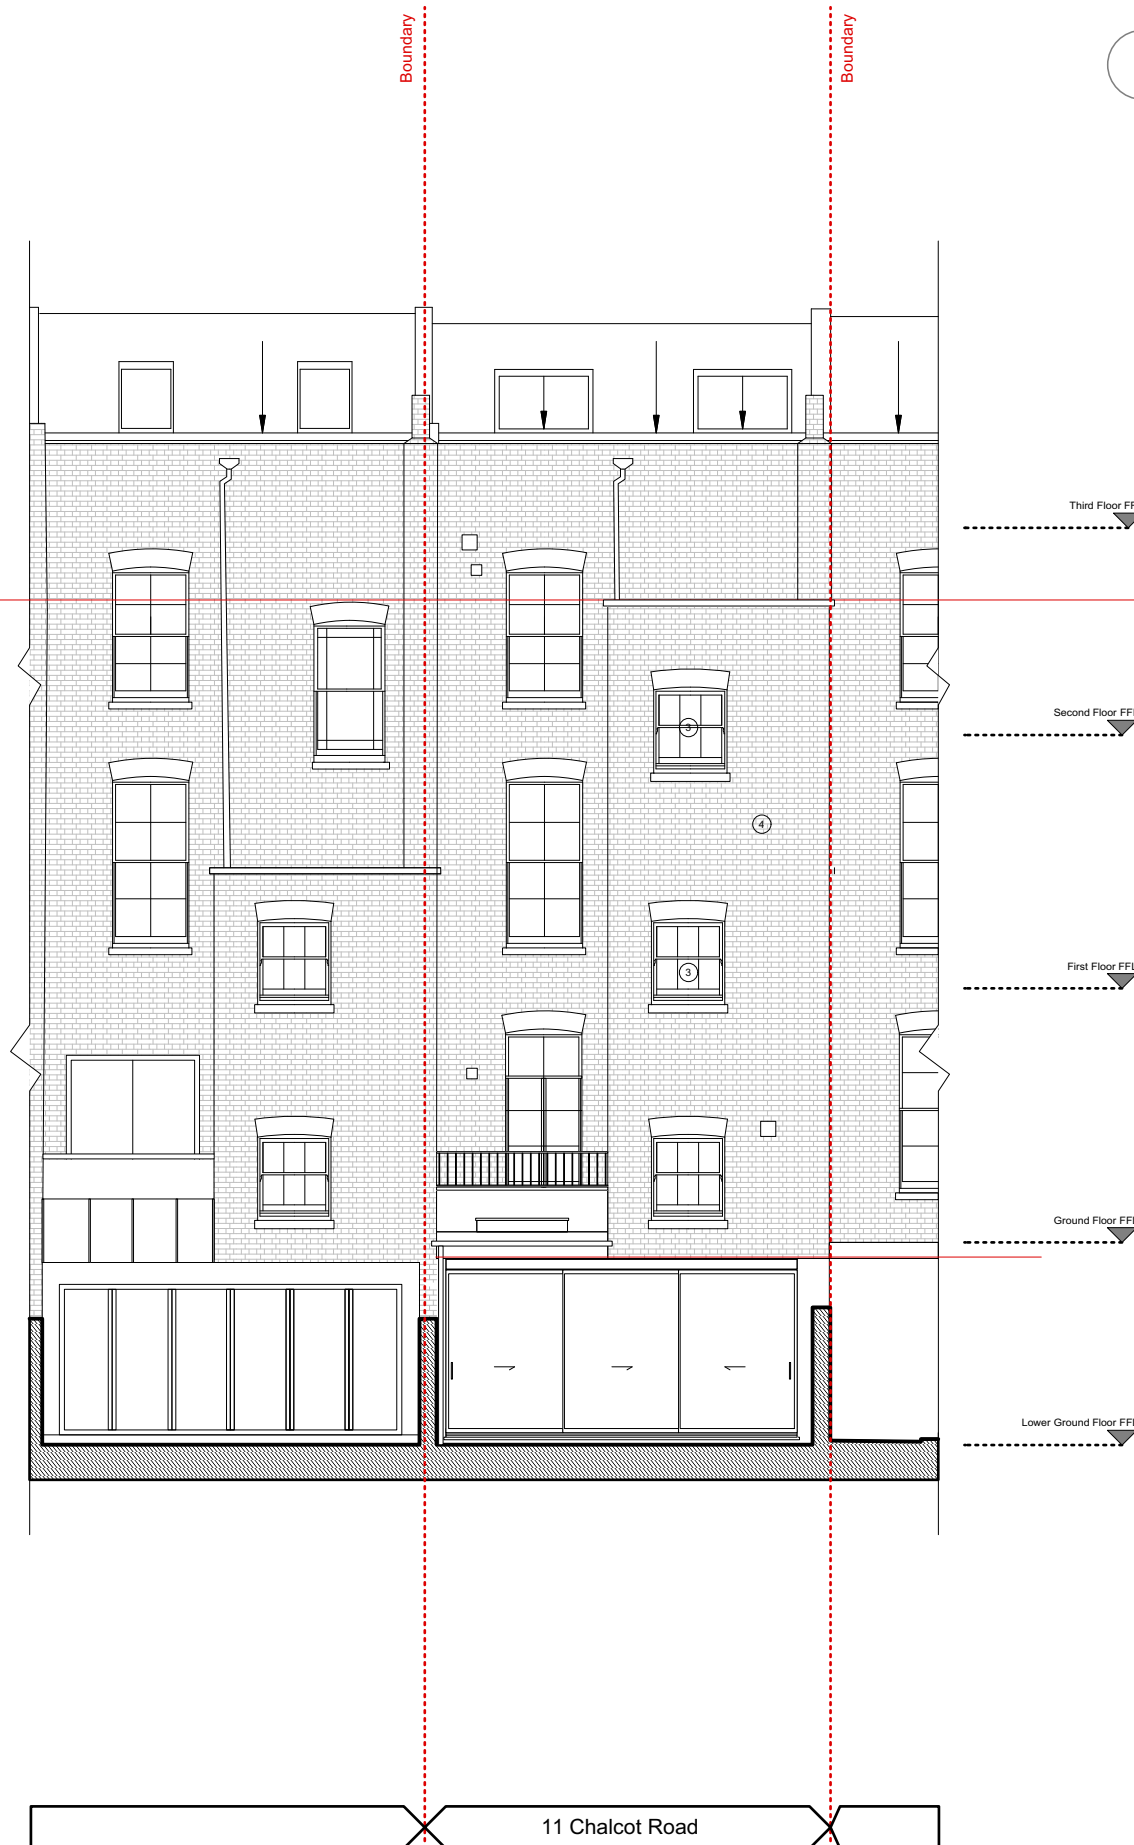 Boundary
Boundary
Third Floor FF
3
Second Floor FF
4
3
First Floor FFL
Ground Floor FF
Lower Ground Floor FF
11 Chalcot Road